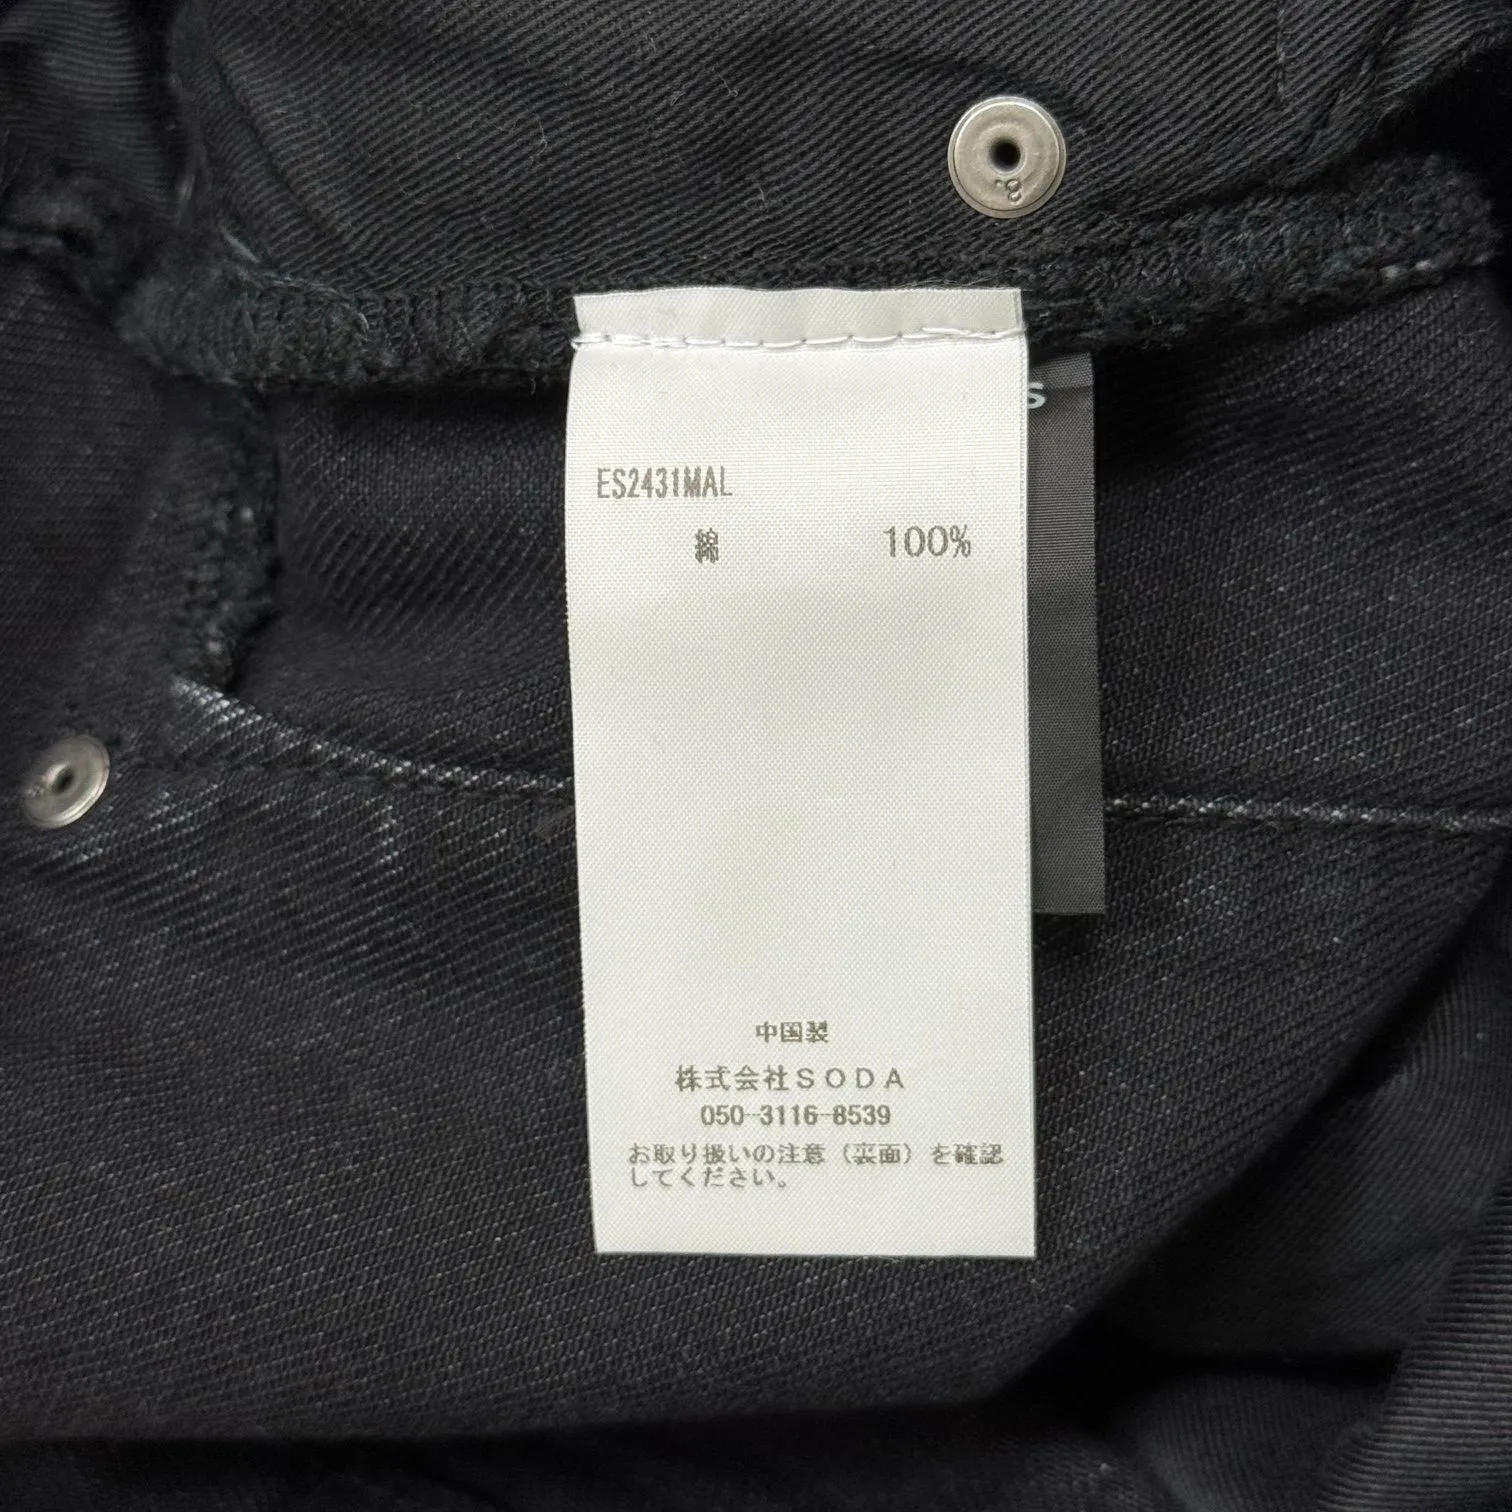 S
ES2431MAL
綿 100%
中国製
株式会社SODA
050-3116-8539
お取り扱いの注意（裏面）を確認
してください。